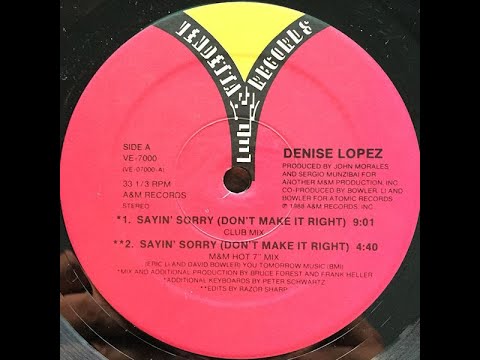 VENDETTA RECORDS
SIDE A
VE-7000
(VE-07000-A)
33 1/3 RPM
A&M RECORDS
STEREO
DENISE LOPEZ
PRODUCED BY JOHN MORALES
AND SERGIO MUNZIBAI FOR
ANOTHER M&M PRODUCTION, INC
CO-PRODUCED BY BOWLER, LI AND
BOWLER FOR ATOMIC RECORDS
℗ 1988 A&M RECORDS, INC.
*1. SAYIN' SORRY (DON'T MAKE IT RIGHT) 9:01
CLUB MIX
**2. SAYIN' SORRY (DON'T MAKE IT RIGHT) 4:40
M&M HOT 7" MIX
(ERIC LI AND DAVID BOWLER) YOU TOMORROW MUSIC (BMI)
*MIX AND ADDITIONAL PRODUCTION BY BRUCE FOREST AND FRANK HELLER
*ADDITIONAL KEYBOARDS BY PETER SCHWARTZ
**EDITS BY RAZOR SHARP